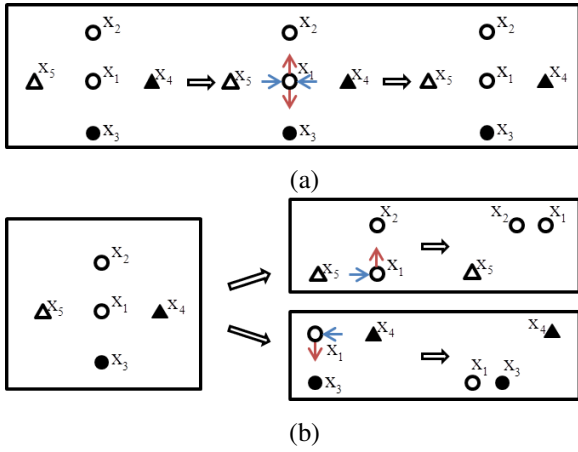 X₂ X₂ X₂
X₅ X₁ X₄ X₅ X₁ X₄ X₅ X₁ X₄
X₃ X₃ X₃
(a)
X₂ X₂ X₁
X₂
X₅ X₁ X₅
X₅ X₁ X₄
X₄ X₄
X₁
X₃
X₃ X₁ X₃
(b)